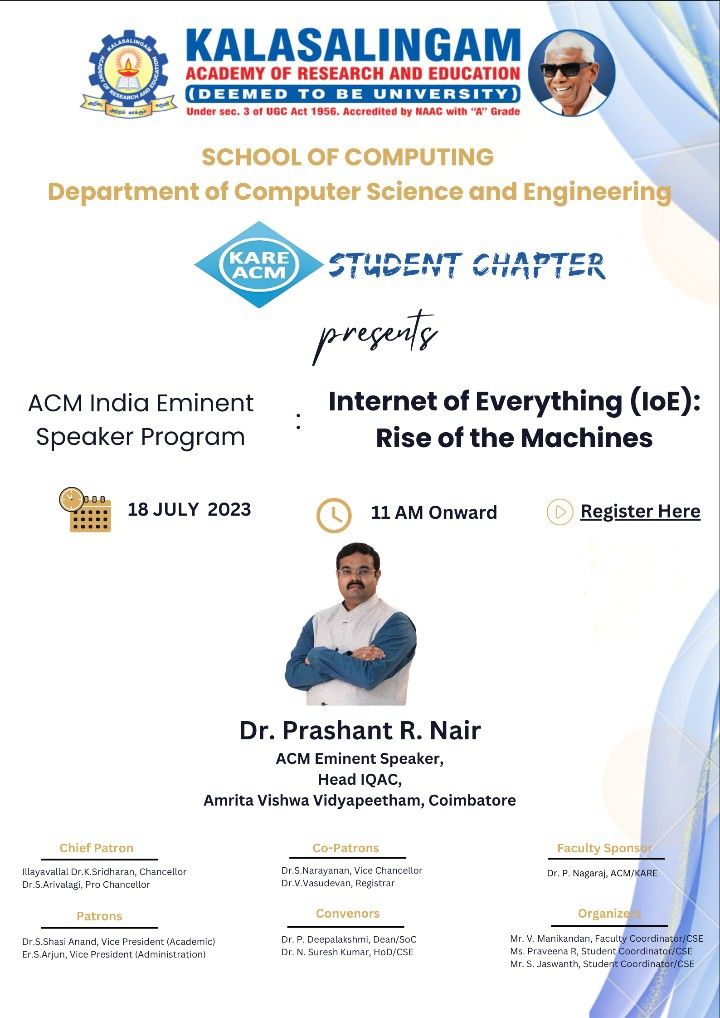 KALASALINGAM
ACADEMY OF RESEARCH AND EDUCATION
(DEEMED TO BE UNIVERSITY)
Under sec. 3 of UGC Act 1956. Accredited by NAAC with "A" Grade
SCHOOL OF COMPUTING
Department of Computer Science and Engineering
KARE
ACM
STUDENT CHAPTER
presents
ACM India Eminent
Speaker Program
:
Internet of Everything (IoE):
Rise of the Machines
18 JULY 2023
11 AM Onward
Register Here
Dr. Prashant R. Nair
ACM Eminent Speaker,
Head IQAC,
Amrita Vishwa Vidyapeetham, Coimbatore
Chief Patron
Illayavallal Dr.K.Sridharan, Chancellor
Dr.S.Arivalagi, Pro Chancellor
Co-Patrons
Dr.S.Narayanan, Vice Chancellor
Dr.V.Vasudevan, Registrar
Faculty Sponsor
Dr. P. Nagaraj, ACM/KARE
Patrons
Dr.S.Shasi Anand, Vice President (Academic)
Er.S.Arjun, Vice President (Administration)
Convenors
Dr. P. Deepalakshmi, Dean/SoC
Dr. N. Suresh Kumar, HoD/CSE
Organizers
Mr. V. Manikandan, Faculty Coordinator/CSE
Ms. Praveena R, Student Coordinator/CSE
Mr. S. Jaswanth, Student Coordinator/CSE